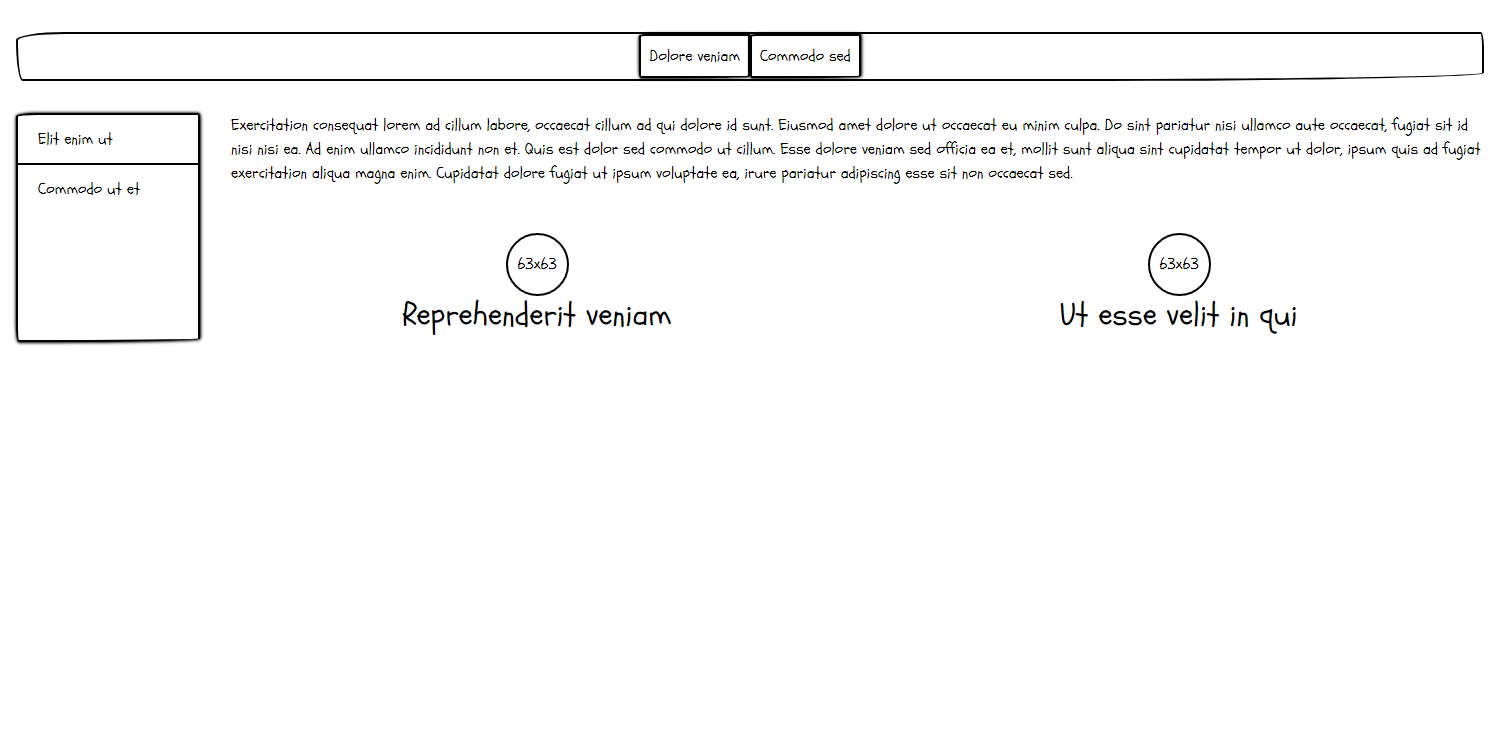 Dolore veniam Commodo sed
Elit enim ut
Commodo ut et
Exercitation consequat lorem ad cillum labore, occaecat cillum ad qui dolore id sunt. Eiusmod amet dolore ut occaecat eu minim culpa. Do sint pariatur nisi ullamco aute occaecat, fugiat sit id
nisi nisi ea. Ad enim ullamco incididunt non et. Quis est dolor sed commodo ut cillum. Esse dolore veniam sed officia ea et, mollit sunt aliqua sint cupidatat tempor ut dolor, ipsum quis ad fugiat
exercitation aliqua magna enim. Cupidatat dolore fugiat ut ipsum voluptate ea, irure pariatur adipiscing esse sit non occaecat sed.
63x63
Reprehenderit veniam
63x63
Ut esse velit in qui